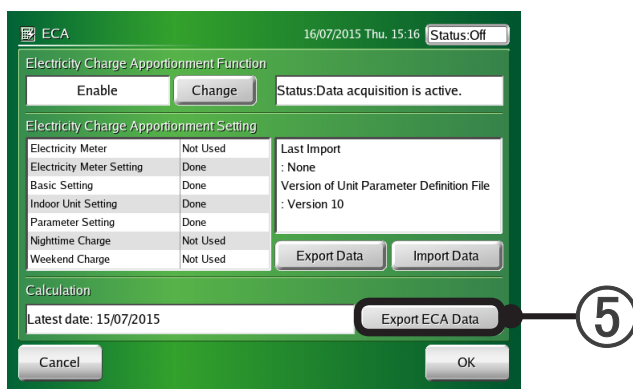 ECA 16/07/2015 Thu. 15:16 Status:Off
Electricity Charge Apportionment Function
Enable Change Status:Data acquisition is active.
Electricity Charge Apportionment Setting
Electricity Meter Not Used
Electricity Meter Setting Done
Basic Setting Done
Indoor Unit Setting Done
Parameter Setting Done
Nighttime Charge Not Used
Weekend Charge Not Used
Last Import
: None
Version of Unit Parameter Definition File
: Version 10
Export Data Import Data
Calculation
Latest date: 15/07/2015 Export ECA Data 5
Cancel OK